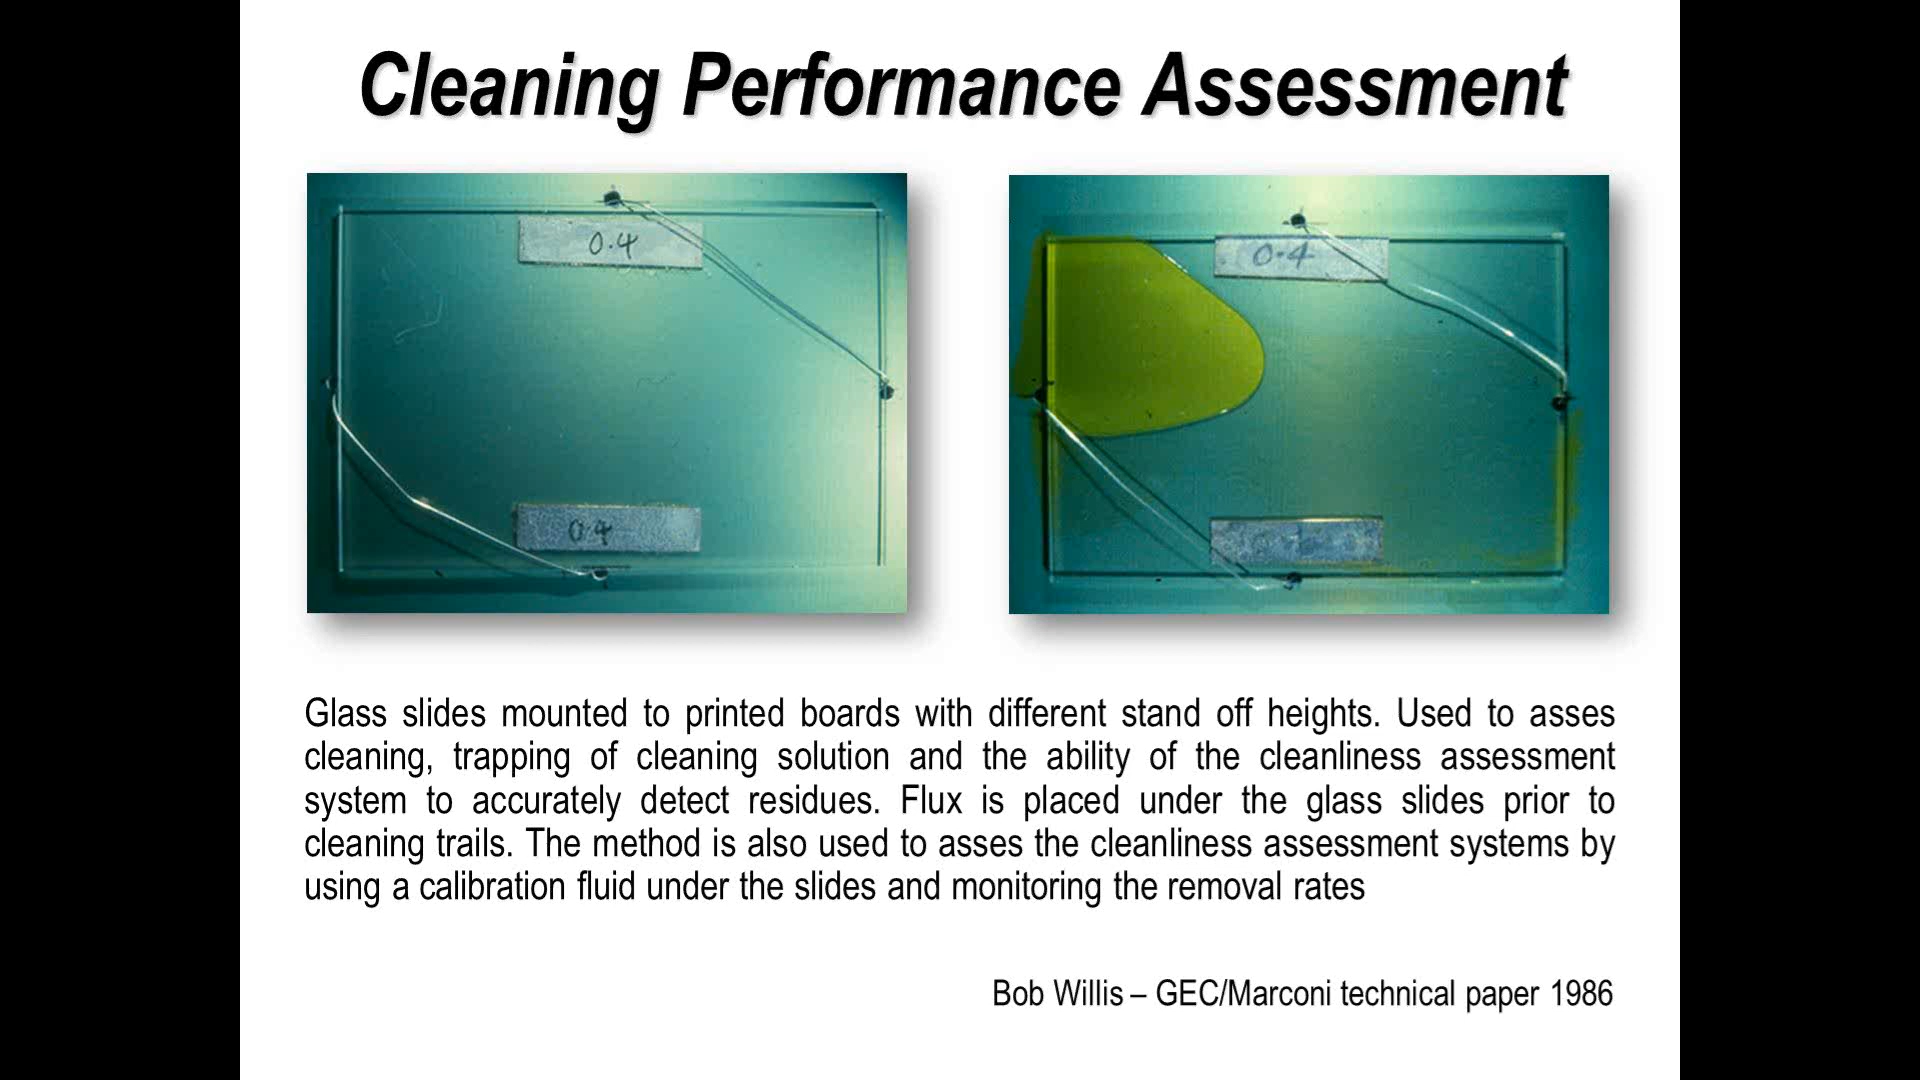 Cleaning Performance Assessment
0.4
0.4
0.4
Glass slides mounted to printed boards with different stand off heights. Used to asses
cleaning, trapping of cleaning solution and the ability of the cleanliness assessment
system to accurately detect residues. Flux is placed under the glass slides prior to
cleaning trails. The method is also used to asses the cleanliness assessment systems by
using a calibration fluid under the slides and monitoring the removal rates
Bob Willis – GEC/Marconi technical paper 1986